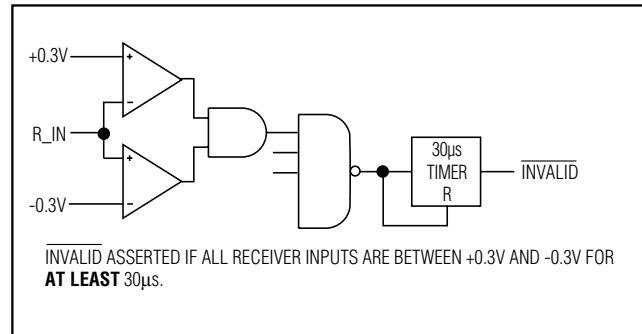 +0.3V
R_IN
-0.3V
+
-
+
-
30µs
TIMER
R
INVALID
INVALID ASSERTED IF ALL RECEIVER INPUTS ARE BETWEEN +0.3V AND -0.3V FOR
AT LEAST 30µs.